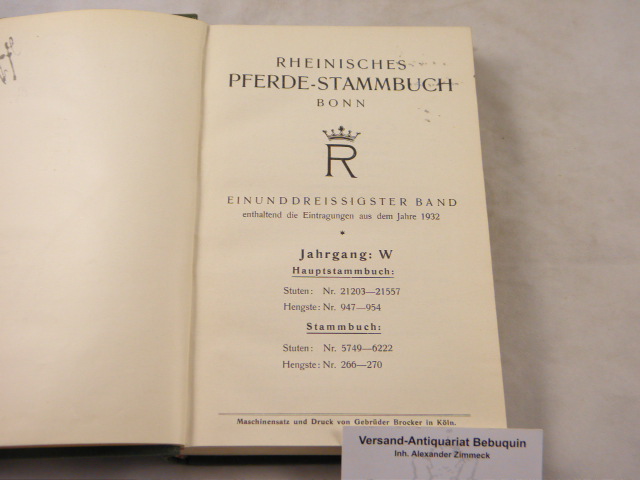 RHEINISCHES
PFERDE-STAMMBUCH
BONN
R
EINUNDDREISSIGSTER BAND
enthaltend die Eintragungen aus dem Jahre 1932
*
Jahrgang: W
Hauptstammbuch:
Stuten: Nr. 21203—21557
Hengste: Nr. 947—954
Stammbuch:
Stuten: Nr. 5749—6222
Hengste: Nr. 266—270
Maschinensatz und Druck von Gebrüder Brocker in Köln.
Versand-Antiquariat Bebuquin
Inh. Alexander Zimmeck